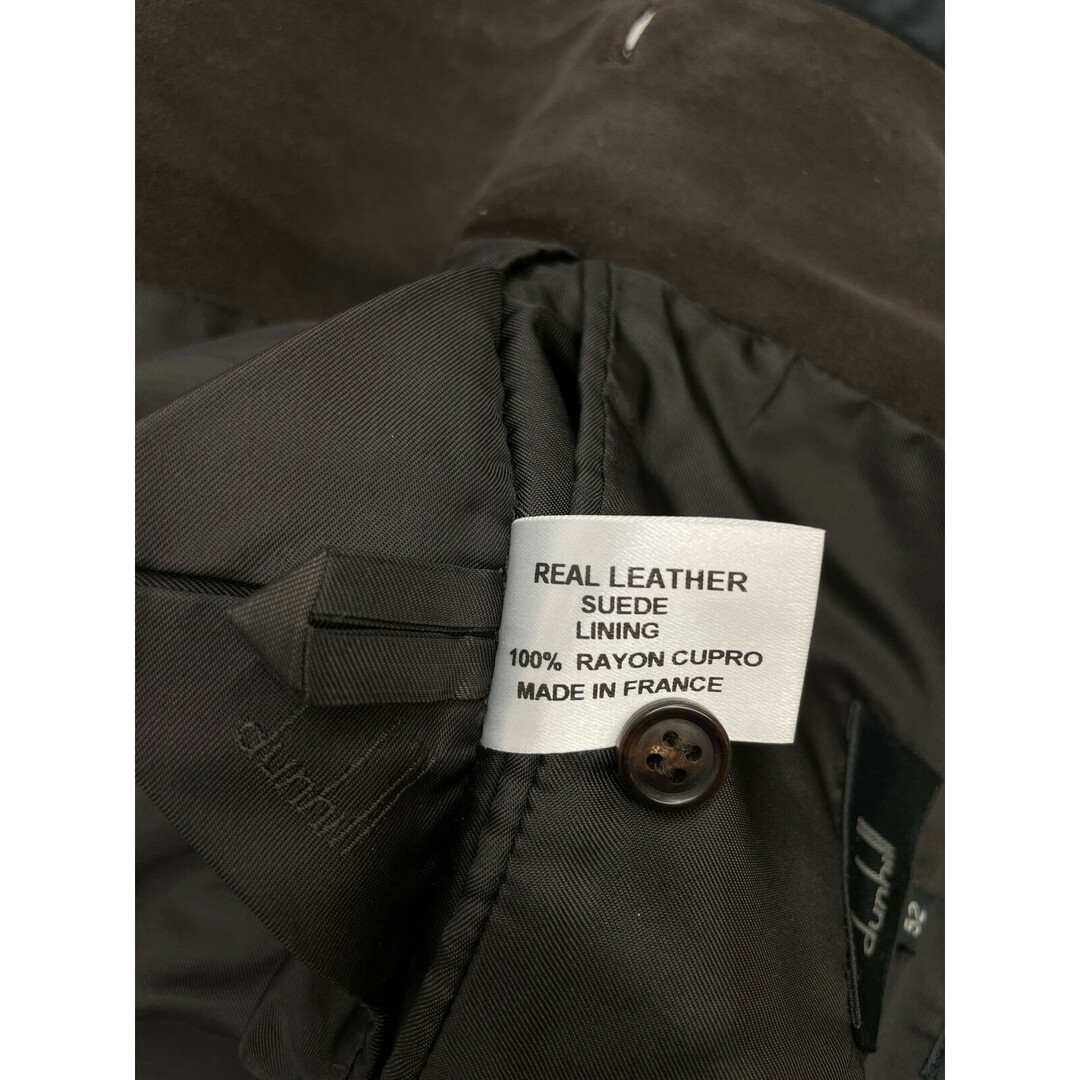 REAL LEATHER
SUEDE
LINING
100% RAYON CUPRO
MADE IN FRANCE
dunhill
dunhill
52